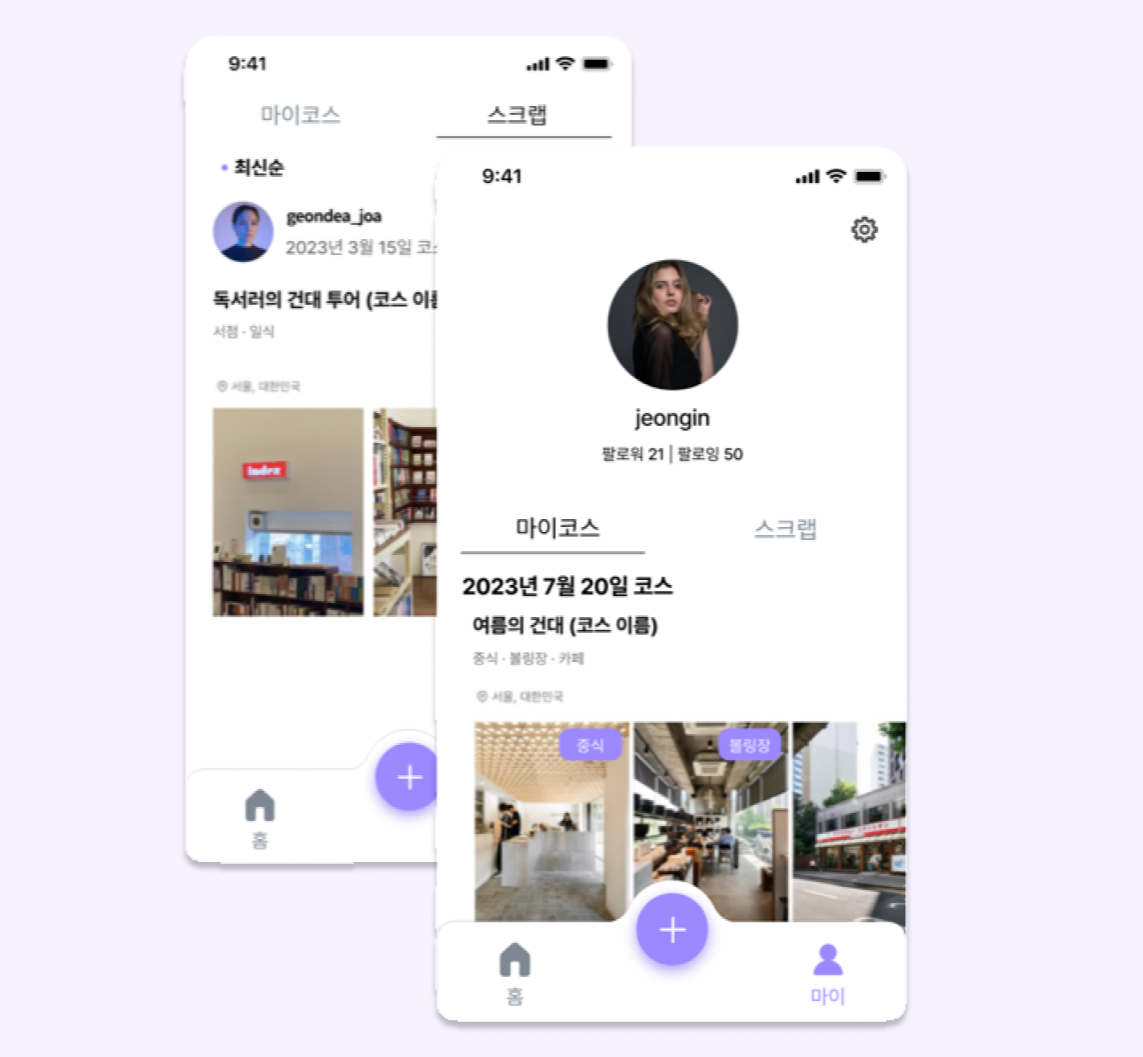 9:41
마이코스 스크랩
• 최신순
geondea_joa
2023년 3월 15일
독서러의 건대 투어 (코스
서점 · 일식
서울, 대한민국
Index
홈
9:41
jeongin
팔로워 21 | 팔로잉 50
마이코스 스크랩
2023년 7월 20일 코스
여름의 건대 (코스 이름)
중식 · 볼링장 · 카페
서울, 대한민국
중식 볼링장
홈 마이